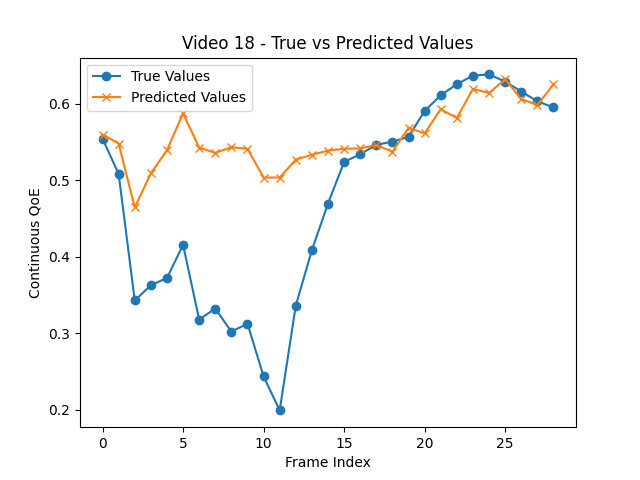 Video 18 - True vs Predicted Values
True Values
Predicted Values
Continuous QoE
0.6
0.5
0.4
0.3
0.2
0 5 10 15 20 25
Frame Index